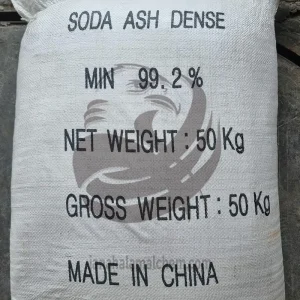 SODA ASH DENSE
MIN 99.2%
NET WEIGHT : 50 Kg
GROSS WEIGHT : 50 Kg
MADE IN CHINA